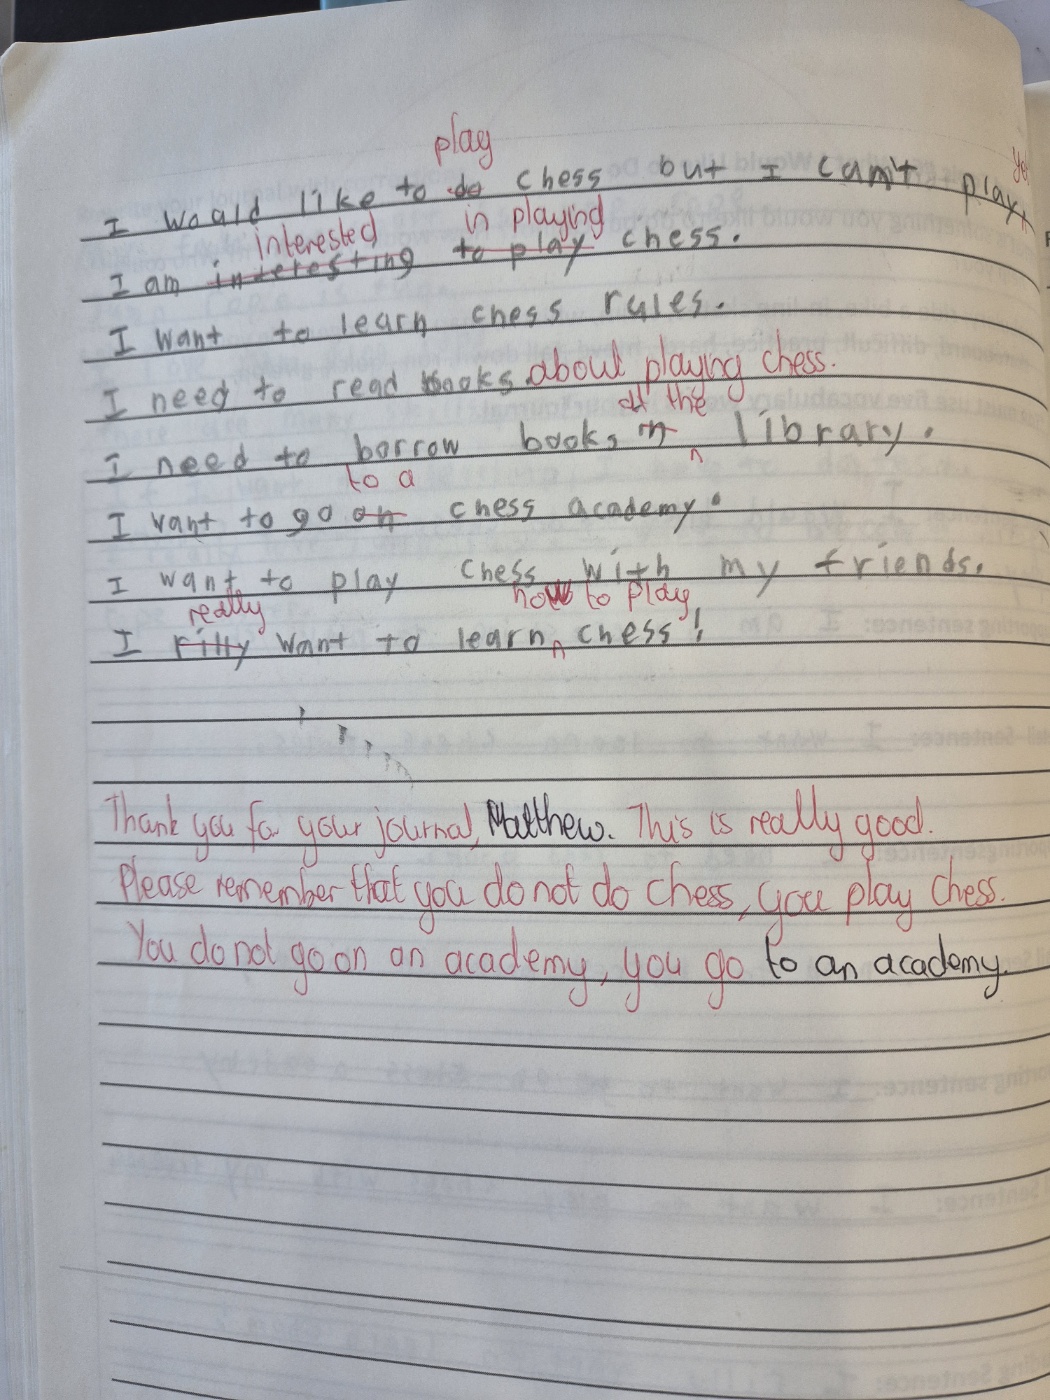 play
I would like to do chess but I can't play yet
interested in playing
I am interesting to play chess.
I want to learn chess rules.
I need to read books about playing chess.
at the
I need to borrow books in library.
to a
I want to go on chess academy.
I want to play chess with my friends.
really how to play
I rilly want to learn chess!
Thank you for your journal, Matthew. This is really good.
Please remember that you do not do chess, you play chess.
You do not go on an academy, you go to an academy.